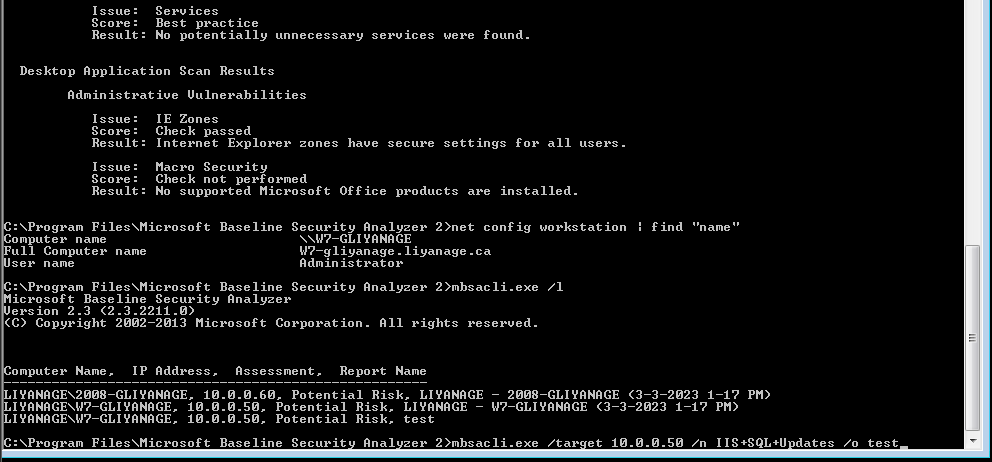 Issue: Services
Score: Best practice
Result: No potentially unnecessary services were found.
Desktop Application Scan Results
Administrative Vulnerabilities
Issue: IE Zones
Score: Check passed
Result: Internet Explorer zones have secure settings for all users.
Issue: Macro Security
Score: Check not performed
Result: No supported Microsoft Office products are installed.
C:\Program Files\Microsoft Baseline Security Analyzer 2>net config workstation | find "name"
Computer name \\W7-GLIYANAGE
Full Computer name W7-gliyanage.liyanage.ca
User name Administrator
C:\Program Files\Microsoft Baseline Security Analyzer 2>mbsacli.exe /l
Microsoft Baseline Security Analyzer
Version 2.3 (2.3.2211.0)
(C) Copyright 2002-2013 Microsoft Corporation. All rights reserved.
Computer Name, IP Address, Assessment, Report Name
-----------------------------------------------------
LIYANAGE\2008-GLIYANAGE, 10.0.0.60, Potential Risk, LIYANAGE - 2008-GLIYANAGE (3-3-2023 1-17 PM)
LIYANAGE\W7-GLIYANAGE, 10.0.0.50, Potential Risk, LIYANAGE - W7-GLIYANAGE (3-3-2023 1-17 PM)
LIYANAGE\W7-GLIYANAGE, 10.0.0.50, Potential Risk, test
C:\Program Files\Microsoft Baseline Security Analyzer 2>mbsacli.exe /target 10.0.0.50 /n IIS+SQL+Updates /o test_